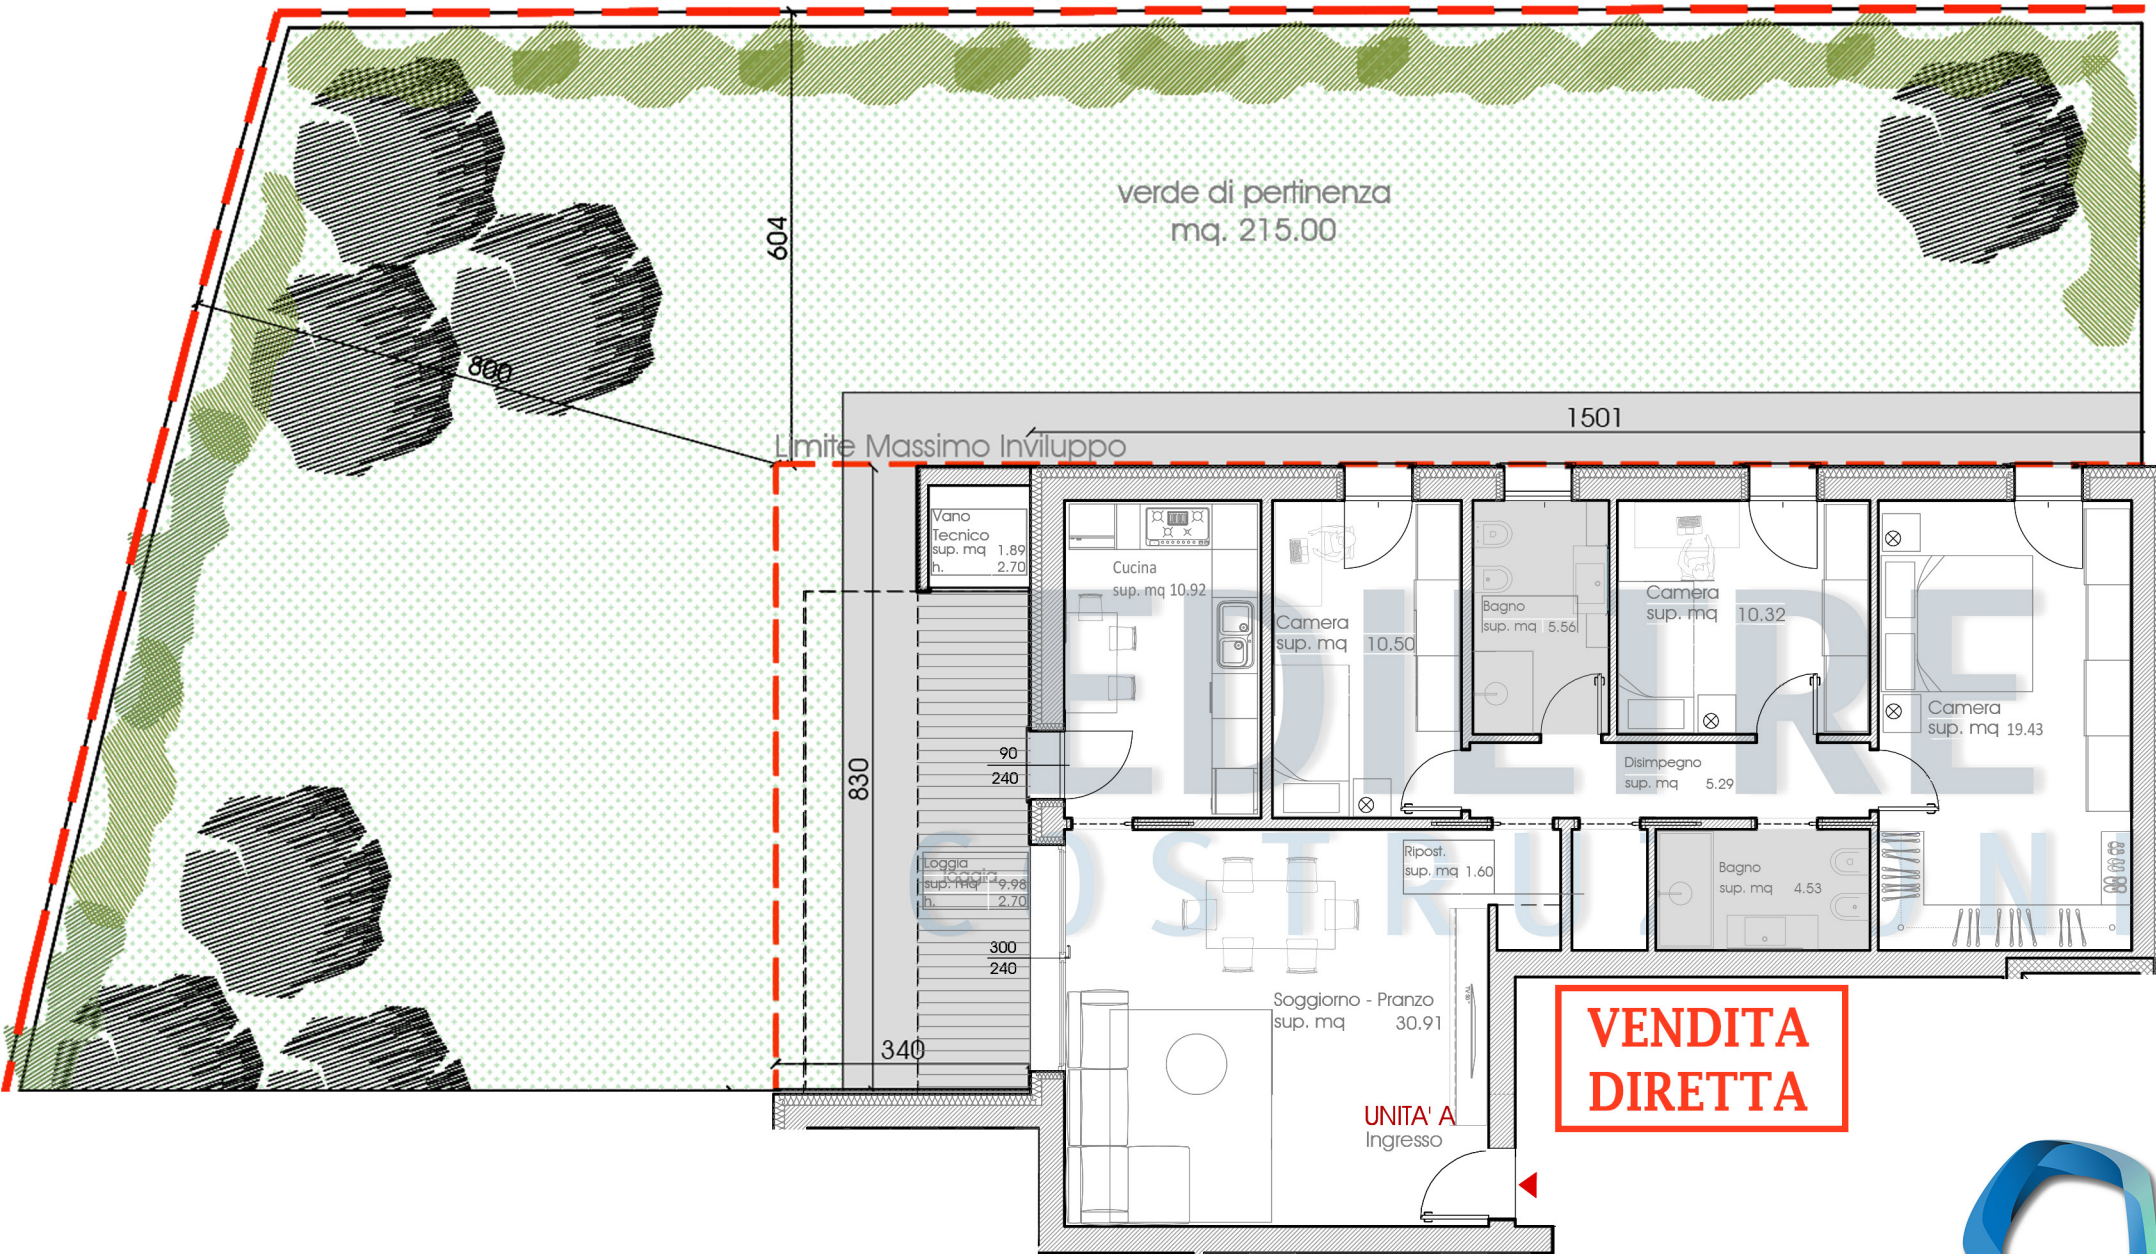 verde di pertinenza
mq. 215.00
604
800
1501
Limite Massimo Inviluppo
Vano
Tecnico
sup. mq 1.89
h. 2.70
Cucina
sup. mq 10.92
Camera
sup. mq 10.50
Bagno
sup. mq 5.56
Camera
sup. mq 10.32
Camera
sup. mq 19.43
Disimpegno
sup. mq 5.29
90
240
830
EDILTRE
COSTRUZIONI
Loggia
loggia
sup. mq 9.98
h. 2.70
Ripost.
sup. mq 1.60
Bagno
sup. mq 4.53
300
240
Soggiorno - Pranzo
sup. mq 30.91
340
UNITA' A
Ingresso
VENDITA
DIRETTA